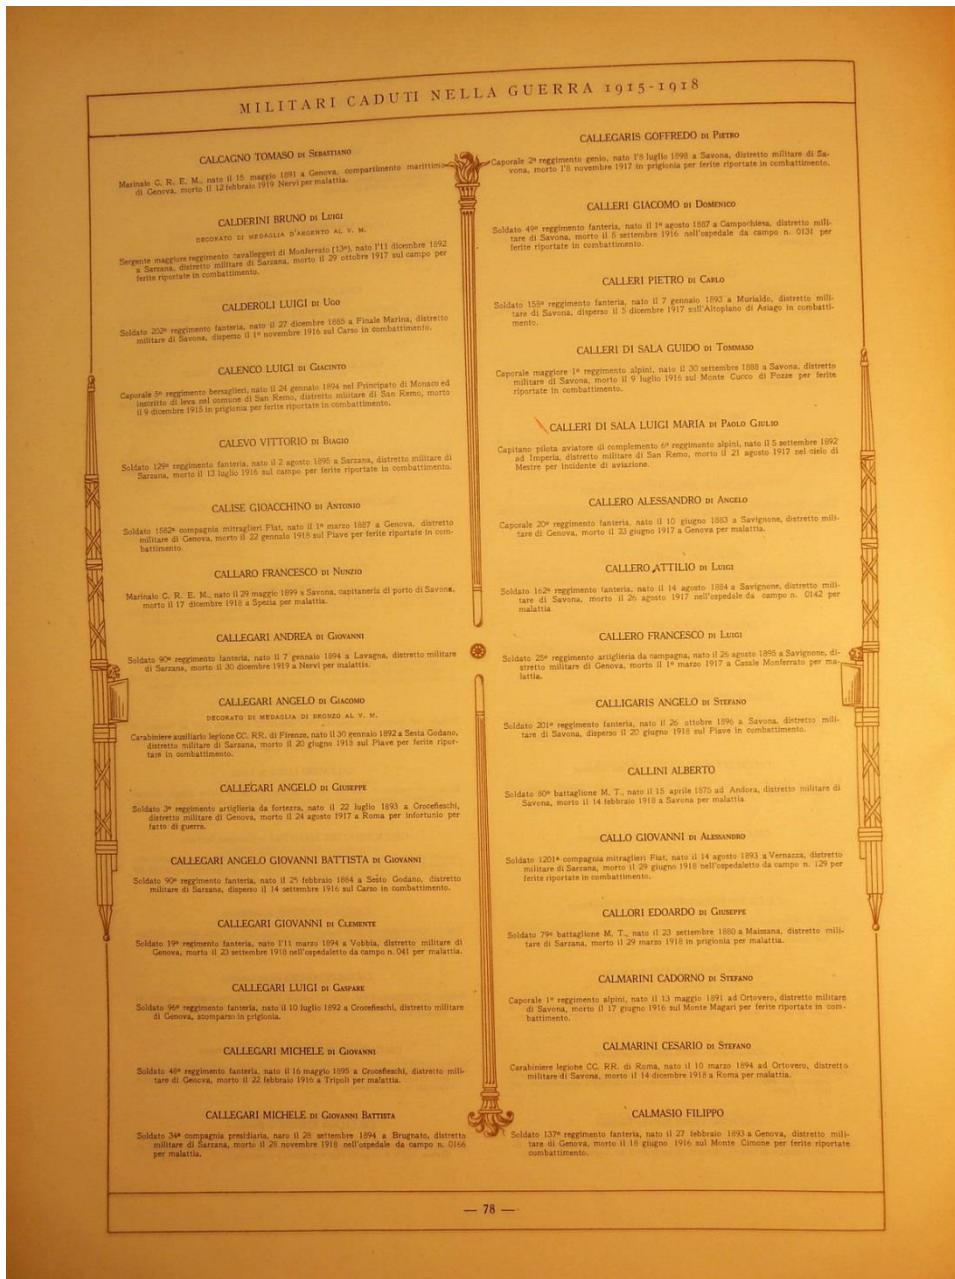 MILITARI CADUTI NELLA GUERRA 1915-1918
CALCAGNO TOMASO DI SEBASTIANO
Marinaio C. R. E. M., nato il 15 maggio 1891 a Genova, compartimento marittimo
di Genova, morto il 12 febbraio 1919 Nervi per malattia.
CALDERINI BRUNO DI LUIGI
DECORATO DI MEDAGLIA D'ARGENTO AL V. M.
Sergente maggiore reggimento cavalleggeri di Monferrato (13º), nato l'11 dicembre 1892
a Sarzana, distretto militare di Sarzana, morto il 29 ottobre 1917 sul campo per
ferite riportate in combattimento.
CALDEROLI LUIGI DI UGO
Soldato 252º reggimento fanteria, nato il 27 dicembre 1885 a Finale Marina, distretto
militare di Savona, disperso il 1º novembre 1916 sul Carso in combattimento.
CALENCO LUIGI DI GIACINTO
Caporale 5º reggimento bersaglieri, nato il 24 gennaio 1894 nel Principato di Monaco ed
inscritto di leva nel comune di San Remo, distretto militare di San Remo, morto
il 9 dicembre 1915 in prigionia per ferite riportate in combattimento.
CALEVO VITTORIO DI BIAGIO
Soldato 129º reggimento fanteria, nato il 2 agosto 1895 a Sarzana, distretto militare di
Sarzana, morto il 13 luglio 1916 sul campo per ferite riportate in combattimento.
CALISE GIOACCHINO DI ANTONIO
Soldato 1582ª compagnia mitraglieri Fiat, nato il 1º marzo 1887 a Genova, distretto
militare di Genova, morto il 22 gennaio 1918 sul Piave per ferite riportate in com-
battimento.
CALLARO FRANCESCO DI NUNZIO
Marinaio C. R. E. M., nato il 29 maggio 1899 a Savona, capitaneria di porto di Savona,
morto il 17 dicembre 1918 a Spezia per malattia.
CALLEGARI ANDREA DI GIOVANNI
Soldato 90º reggimento fanteria, nato il 7 gennaio 1894 a Lavagna, distretto militare
di Sarzana, morto il 30 dicembre 1919 a Nervi per malattia.
CALLEGARI ANGELO DI GIACOMO
DECORATO DI MEDAGLIA DI BRONZO AL V. M.
Carabiniere ausiliario legione CC. RR. di Firenze, nato il 30 gennaio 1892 a Sesta Godano,
distretto militare di Sarzana, morto il 20 giugno 1918 sul Piave per ferite ripor-
tate in combattimento.
CALLEGARI ANGELO DI GIUSEPPE
Soldato 3º reggimento artiglieria da fortezza, nato il 22 luglio 1893 a Crocefieschi,
distretto militare di Genova, morto il 24 agosto 1917 a Roma per infortunio per
fatto di guerra.
CALLEGARI ANGELO GIOVANNI BATTISTA DI GIOVANNI
Soldato 90º reggimento fanteria, nato il 25 febbraio 1884 a Sesto Godano, distretto
militare di Sarzana, disperso il 14 settembre 1916 sul Carso in combattimento.
CALLEGARI GIOVANNI DI CLEMENTE
Soldato 19º regimento fanteria, nato l'11 marzo 1894 a Vobbia, distretto militare di
Genova, morto il 23 settembre 1918 nell'ospedaletto da campo n. 041 per malattia.
CALLEGARI LUIGI DI GASPARE
Soldato 96º reggimento fanteria, nato il 10 luglio 1892 a Crocefieschi, distretto militare
di Genova, scomparso in prigionia.
CALLEGARI MICHELE DI GIOVANNI
Soldato 48º reggimento fanteria, nato il 16 maggio 1895 a Crocefieschi, distretto mili-
tare di Genova, morto il 22 febbraio 1916 a Tripoli per malattia.
CALLEGARI MICHELE DI GIOVANNI BATTISTA
Soldato 34ª compagnia presidiaria, naro il 28 settembre 1894 a Brugnato, distretto
militare di Sarzana, morto il 28 novembre 1918 nell'ospedale da campo n. 0166
per malattia.
CALLEGARIS GOFFREDO DI PIETRO
Caporale 2º reggimento genio, nato l'8 luglio 1898 a Savona, distretto militare di Sa-
vona, morto l'8 novembre 1917 in prigionia per ferite riportate in combattimento.
CALLERI GIACOMO DI DOMENICO
Soldato 49º reggimento fanteria, nato il 1º agosto 1887 a Campochiesa, distretto mili-
tare di Savona, morto il 5 settembre 1916 nell'ospedale da campo n. 0131 per
ferite riportate in combattimento.
CALLERI PIETRO DI CARLO
Soldato 158º reggimento fanteria, nato il 7 gennaio 1893 a Murialdo, distretto mili-
tare di Savona, disperso il 5 dicembre 1917 sull'Altopiano di Asiago in combatti-
mento.
CALLERI DI SALA GUIDO DI TOMMASO
Caporale maggiore 1º reggimento alpini, nato il 30 settembre 1888 a Savona, distretto
militare di Savona, morto il 9 luglio 1916 sul Monte Cucco di Pozze per ferite
riportate in combattimento.
CALLERI DI SALA LUIGI MARIA DI PAOLO GIULIO
Capitano pilota aviatore di complemento 6º reggimento alpini, nato il 5 settembre 1892
ad Imperia, distretto militare di San Remo, morto il 21 agosto 1917 nel cielo di
Mestre per incidente di aviazione.
CALLERO ALESSANDRO DI ANGELO
Caporale 20º reggimento fanteria, nato il 10 giugno 1883 a Savignone, distretto mili-
tare di Genova, morto il 23 giugno 1917 a Genova per malattia.
CALLERO ATTILIO DI LUIGI
Soldato 162º reggimento fanteria, nato il 14 agosto 1884 a Savignone, distretto mili-
tare di Savona, morto il 26 agosto 1917 nell'ospedale da campo n. 0142 per
malattia.
CALLERO FRANCESCO DI LUIGI
Soldato 25º reggimento artiglieria da campagna, nato il 26 agosto 1895 a Savignone, di-
stretto militare di Genova, morto il 1º marzo 1917 a Casale Monferrato per ma-
lattia.
CALLIGARIS ANGELO DI STEFANO
Soldato 201º reggimento fanteria, nato il 26 ottobre 1896 a Savona, distretto mili-
tare di Savona, disperso il 20 giugno 1918 sul Piave in combattimento.
CALLINI ALBERTO
Soldato 80º battaglione M. T., nato il 15 aprile 1875 ad Andora, distretto militare di
Savona, morto il 14 febbraio 1918 a Savona per malattia.
CALLO GIOVANNI DI ALESSANDRO
Soldato 1201ª compagnia mitraglieri Fiat, nato il 14 agosto 1893 a Vernazza, distretto
militare di Sarzana, morto il 29 giugno 1918 nell'ospedaletto da campo n. 129 per
ferite riportate in combattimento.
CALLORI EDOARDO DI GIUSEPPE
Soldato 79º battaglione M. T., nato il 23 settembre 1880 a Maissana, distretto mili-
tare di Sarzana, morto il 29 marzo 1918 in prigionia per malattia.
CALMARINI CADORNO DI STEFANO
Caporale 1º reggimento alpini, nato il 13 maggio 1891 ad Ortovero, distretto militare
di Savona, morto il 17 giugno 1916 sul Monte Magari per ferite riportate in com-
battimento.
CALMARINI CESARIO DI STEFANO
Carabiniere legione CC. RR. di Roma, nato il 10 marzo 1894 ad Ortovero, distretto
militare di Savona, morto il 14 dicembre 1918 a Roma per malattia.
CALMASIO FILIPPO
Soldato 137º reggimento fanteria, nato il 27 febbraio 1893 a Genova, distretto mili-
tare di Genova, morto il 18 giugno 1916 sul Monte Cimone per ferite riportate
combattimento.
— 78 —